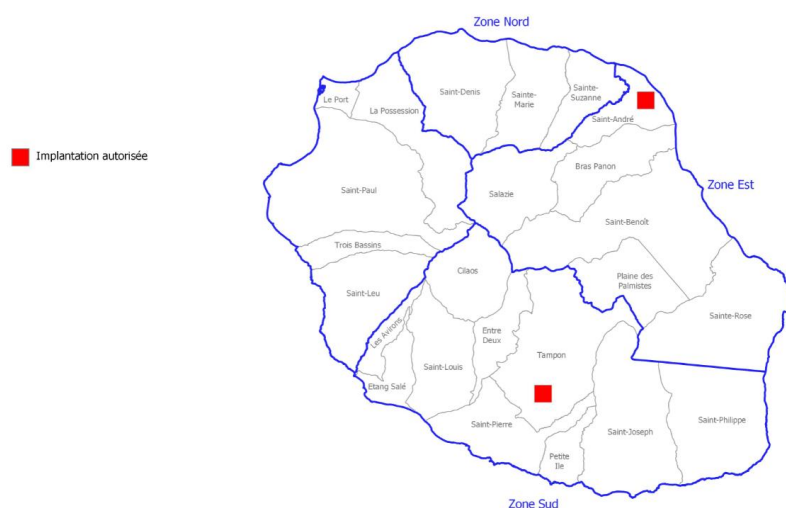 Zone Nord
Le Port
La Possession
Saint-Denis
Sainte-
Marie
Sainte-
Suzanne
Saint-André
Implantation autorisée
Bras Panon
Zone Est
Saint-Paul
Salazie
Saint-Benoît
Trois Bassins
Cilaos
Plaine des
Palmistes
Saint-Leu
Sainte-Rose
Les Avirons
Entre
Deux
Tampon
Saint-Louis
Etang Salé
Saint-Pierre
Saint-Joseph
Saint-Philippe
Petite
Ile
Zone Sud